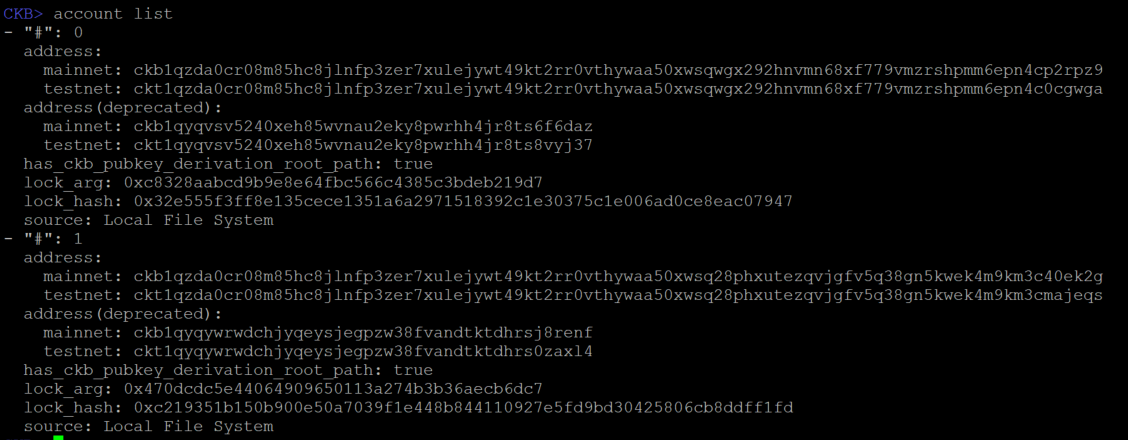 CKB> account list
- "#": 0
  address:
    mainnet: ckb1qzda0cr08m85hc8jlnfp3zer7xulejywt49kt2rr0vthywaa50xwsqwgx292hnvmn68xf779vmzrshpmm6epn4cp2rpz9
    testnet: ckt1qzda0cr08m85hc8jlnfp3zer7xulejywt49kt2rr0vthywaa50xwsqwgx292hnvmn68xf779vmzrshpmm6epn4c0cgwga
  address(deprecated):
    mainnet: ckb1qyqvsv5240xeh85wvnau2eky8pwrhh4jr8ts6f6daz
    testnet: ckt1qyqvsv5240xeh85wvnau2eky8pwrhh4jr8ts8vyj37
  has_ckb_pubkey_derivation_root_path: true
  lock_arg: 0xc8328aabcd9b9e8e64fbc566c4385c3bdeb219d7
  lock_hash: 0x32e555f3ff8e135cece1351a6a2971518392c1e30375c1e006ad0ce8eac07947
  source: Local File System
- "#": 1
  address:
    mainnet: ckb1qzda0cr08m85hc8jlnfp3zer7xulejywt49kt2rr0vthywaa50xwsq28phxutezqvjgfv5q38gn5kwek4m9km3c40ek2g
    testnet: ckt1qzda0cr08m85hc8jlnfp3zer7xulejywt49kt2rr0vthywaa50xwsq28phxutezqvjgfv5q38gn5kwek4m9km3cmajeqs
  address(deprecated):
    mainnet: ckb1qyqywrwdchjyqeysjegpzw38fvandtktdhrsj8renf
    testnet: ckt1qyqywrwdchjyqeysjegpzw38fvandtktdhrs0zaxl4
  has_ckb_pubkey_derivation_root_path: true
  lock_arg: 0x470dcdc5e44064909650113a274b3b36aecb6dc7
  lock_hash: 0xc219351b150b900e50a7039f1e448b844110927e5fd9bd30425806cb8ddff1fd
  source: Local File System